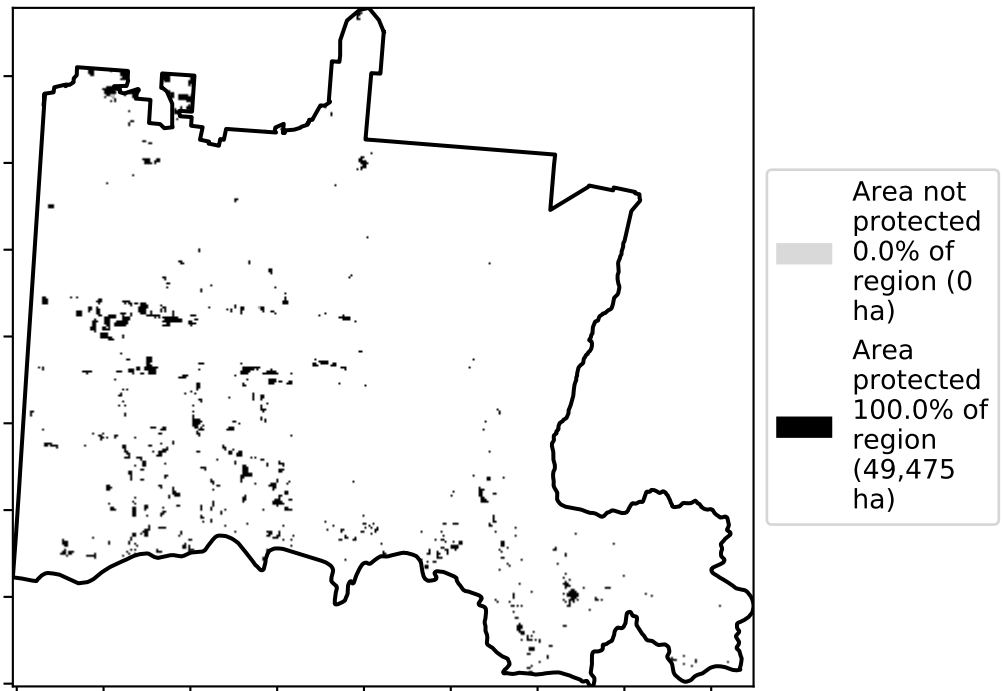 Area not
protected
0.0% of
region (0
ha)
Area
protected
100.0% of
region
(49,475
ha)